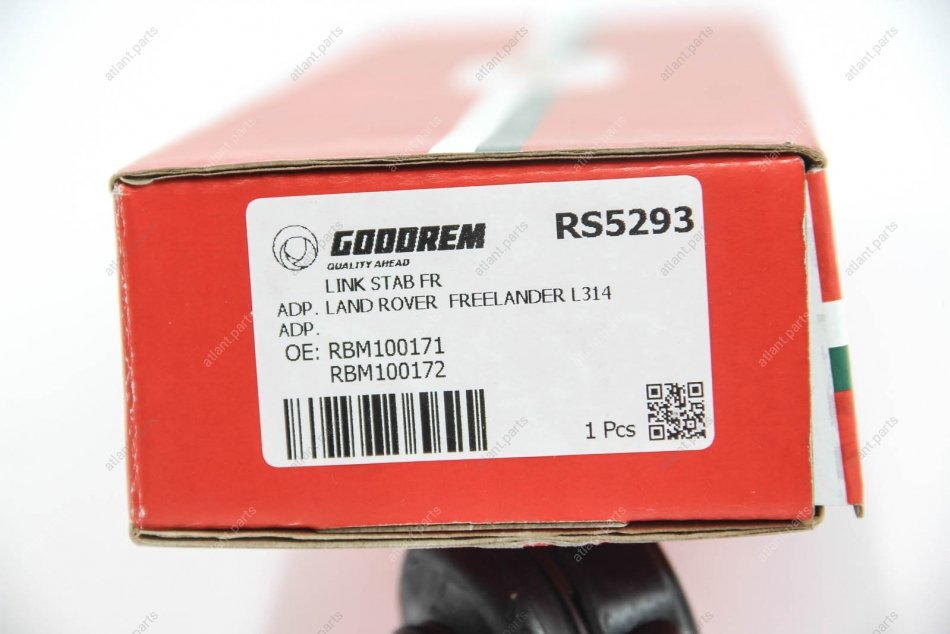 GOODREM
RS5293
QUALITY AHEAD
LINK STAB FR
ADP. LAND ROVER FREELANDER L314
ADP.
OE: RBM100171
RBM100172
1 Pcs
atlant.parts